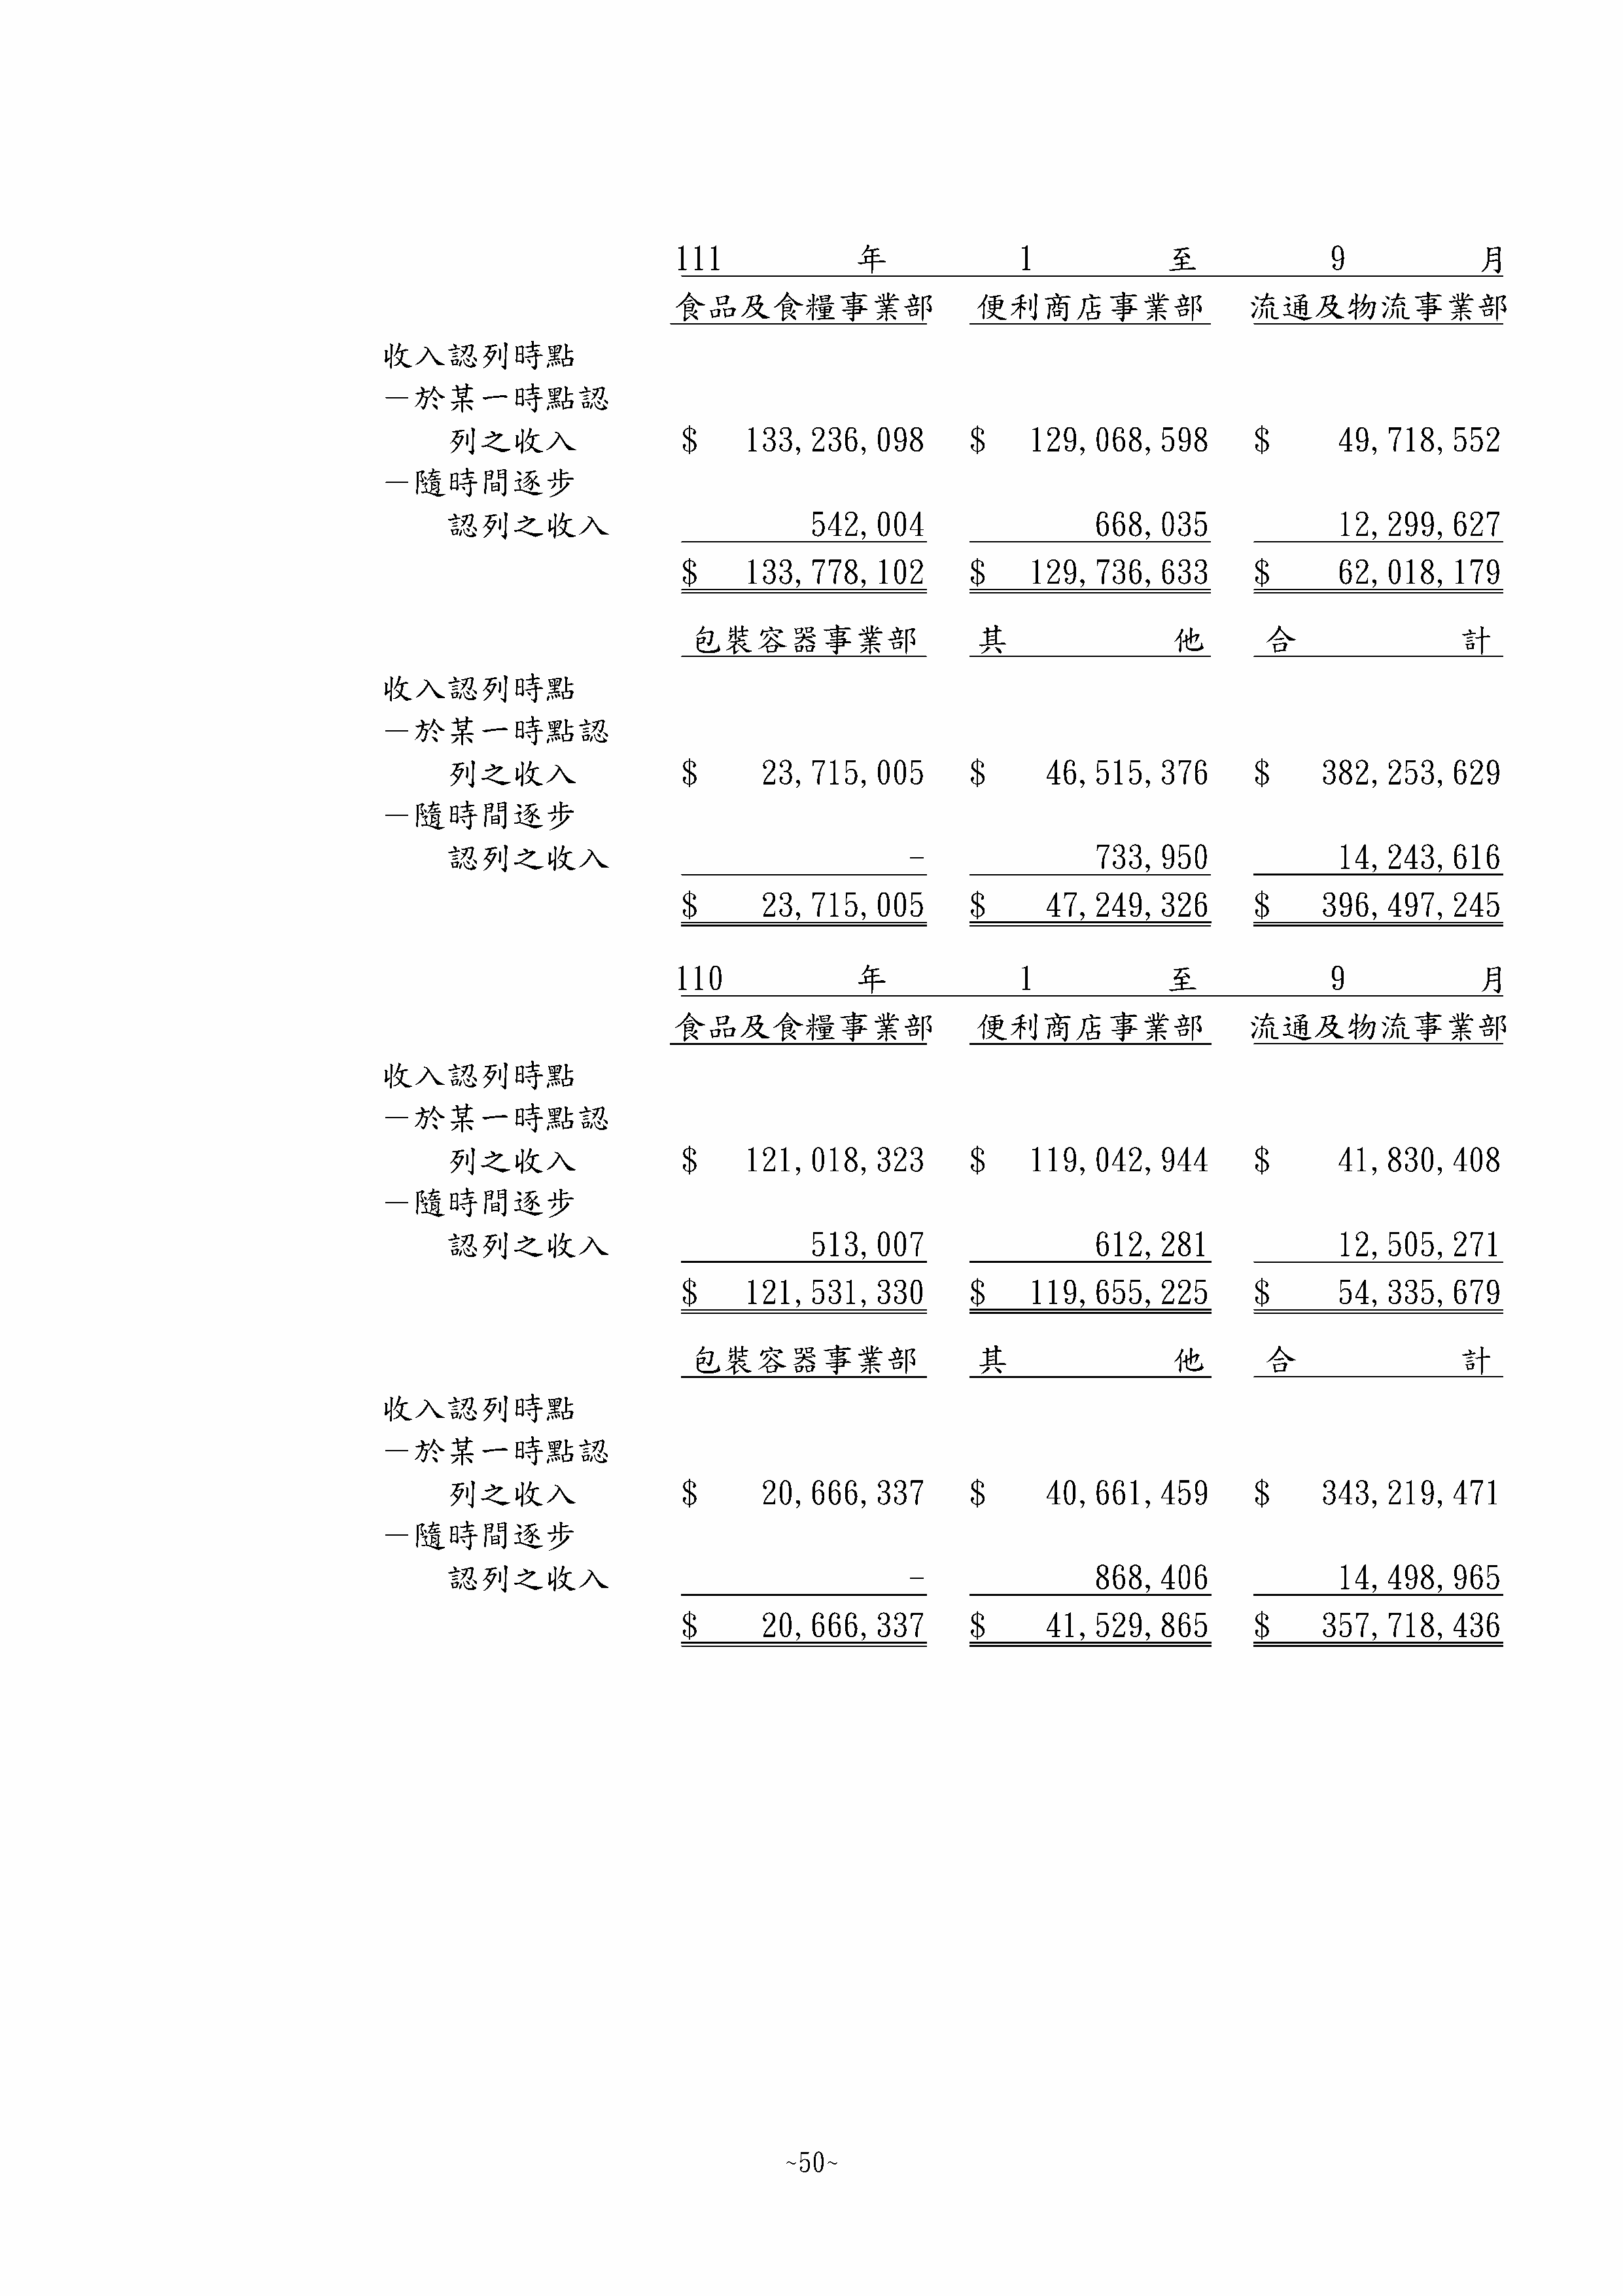 111 年 1 至 9 月
食品及食糧事業部 便利商店事業部 流通及物流事業部
收入認列時點
－於某一時點認
列之收入 $ 133,236,098 $ 129,068,598 $ 49,718,552
－隨時間逐步
認列之收入 542,004 668,035 12,299,627
$ 133,778,102 $ 129,736,633 $ 62,018,179
包裝容器事業部 其 他 合 計
收入認列時點
－於某一時點認
列之收入 $ 23,715,005 $ 46,515,376 $ 382,253,629
－隨時間逐步
認列之收入 - 733,950 14,243,616
$ 23,715,005 $ 47,249,326 $ 396,497,245
110 年 1 至 9 月
食品及食糧事業部 便利商店事業部 流通及物流事業部
收入認列時點
－於某一時點認
列之收入 $ 121,018,323 $ 119,042,944 $ 41,830,408
－隨時間逐步
認列之收入 513,007 612,281 12,505,271
$ 121,531,330 $ 119,655,225 $ 54,335,679
包裝容器事業部 其 他 合 計
收入認列時點
－於某一時點認
列之收入 $ 20,666,337 $ 40,661,459 $ 343,219,471
－隨時間逐步
認列之收入 - 868,406 14,498,965
$ 20,666,337 $ 41,529,865 $ 357,718,436
~50~